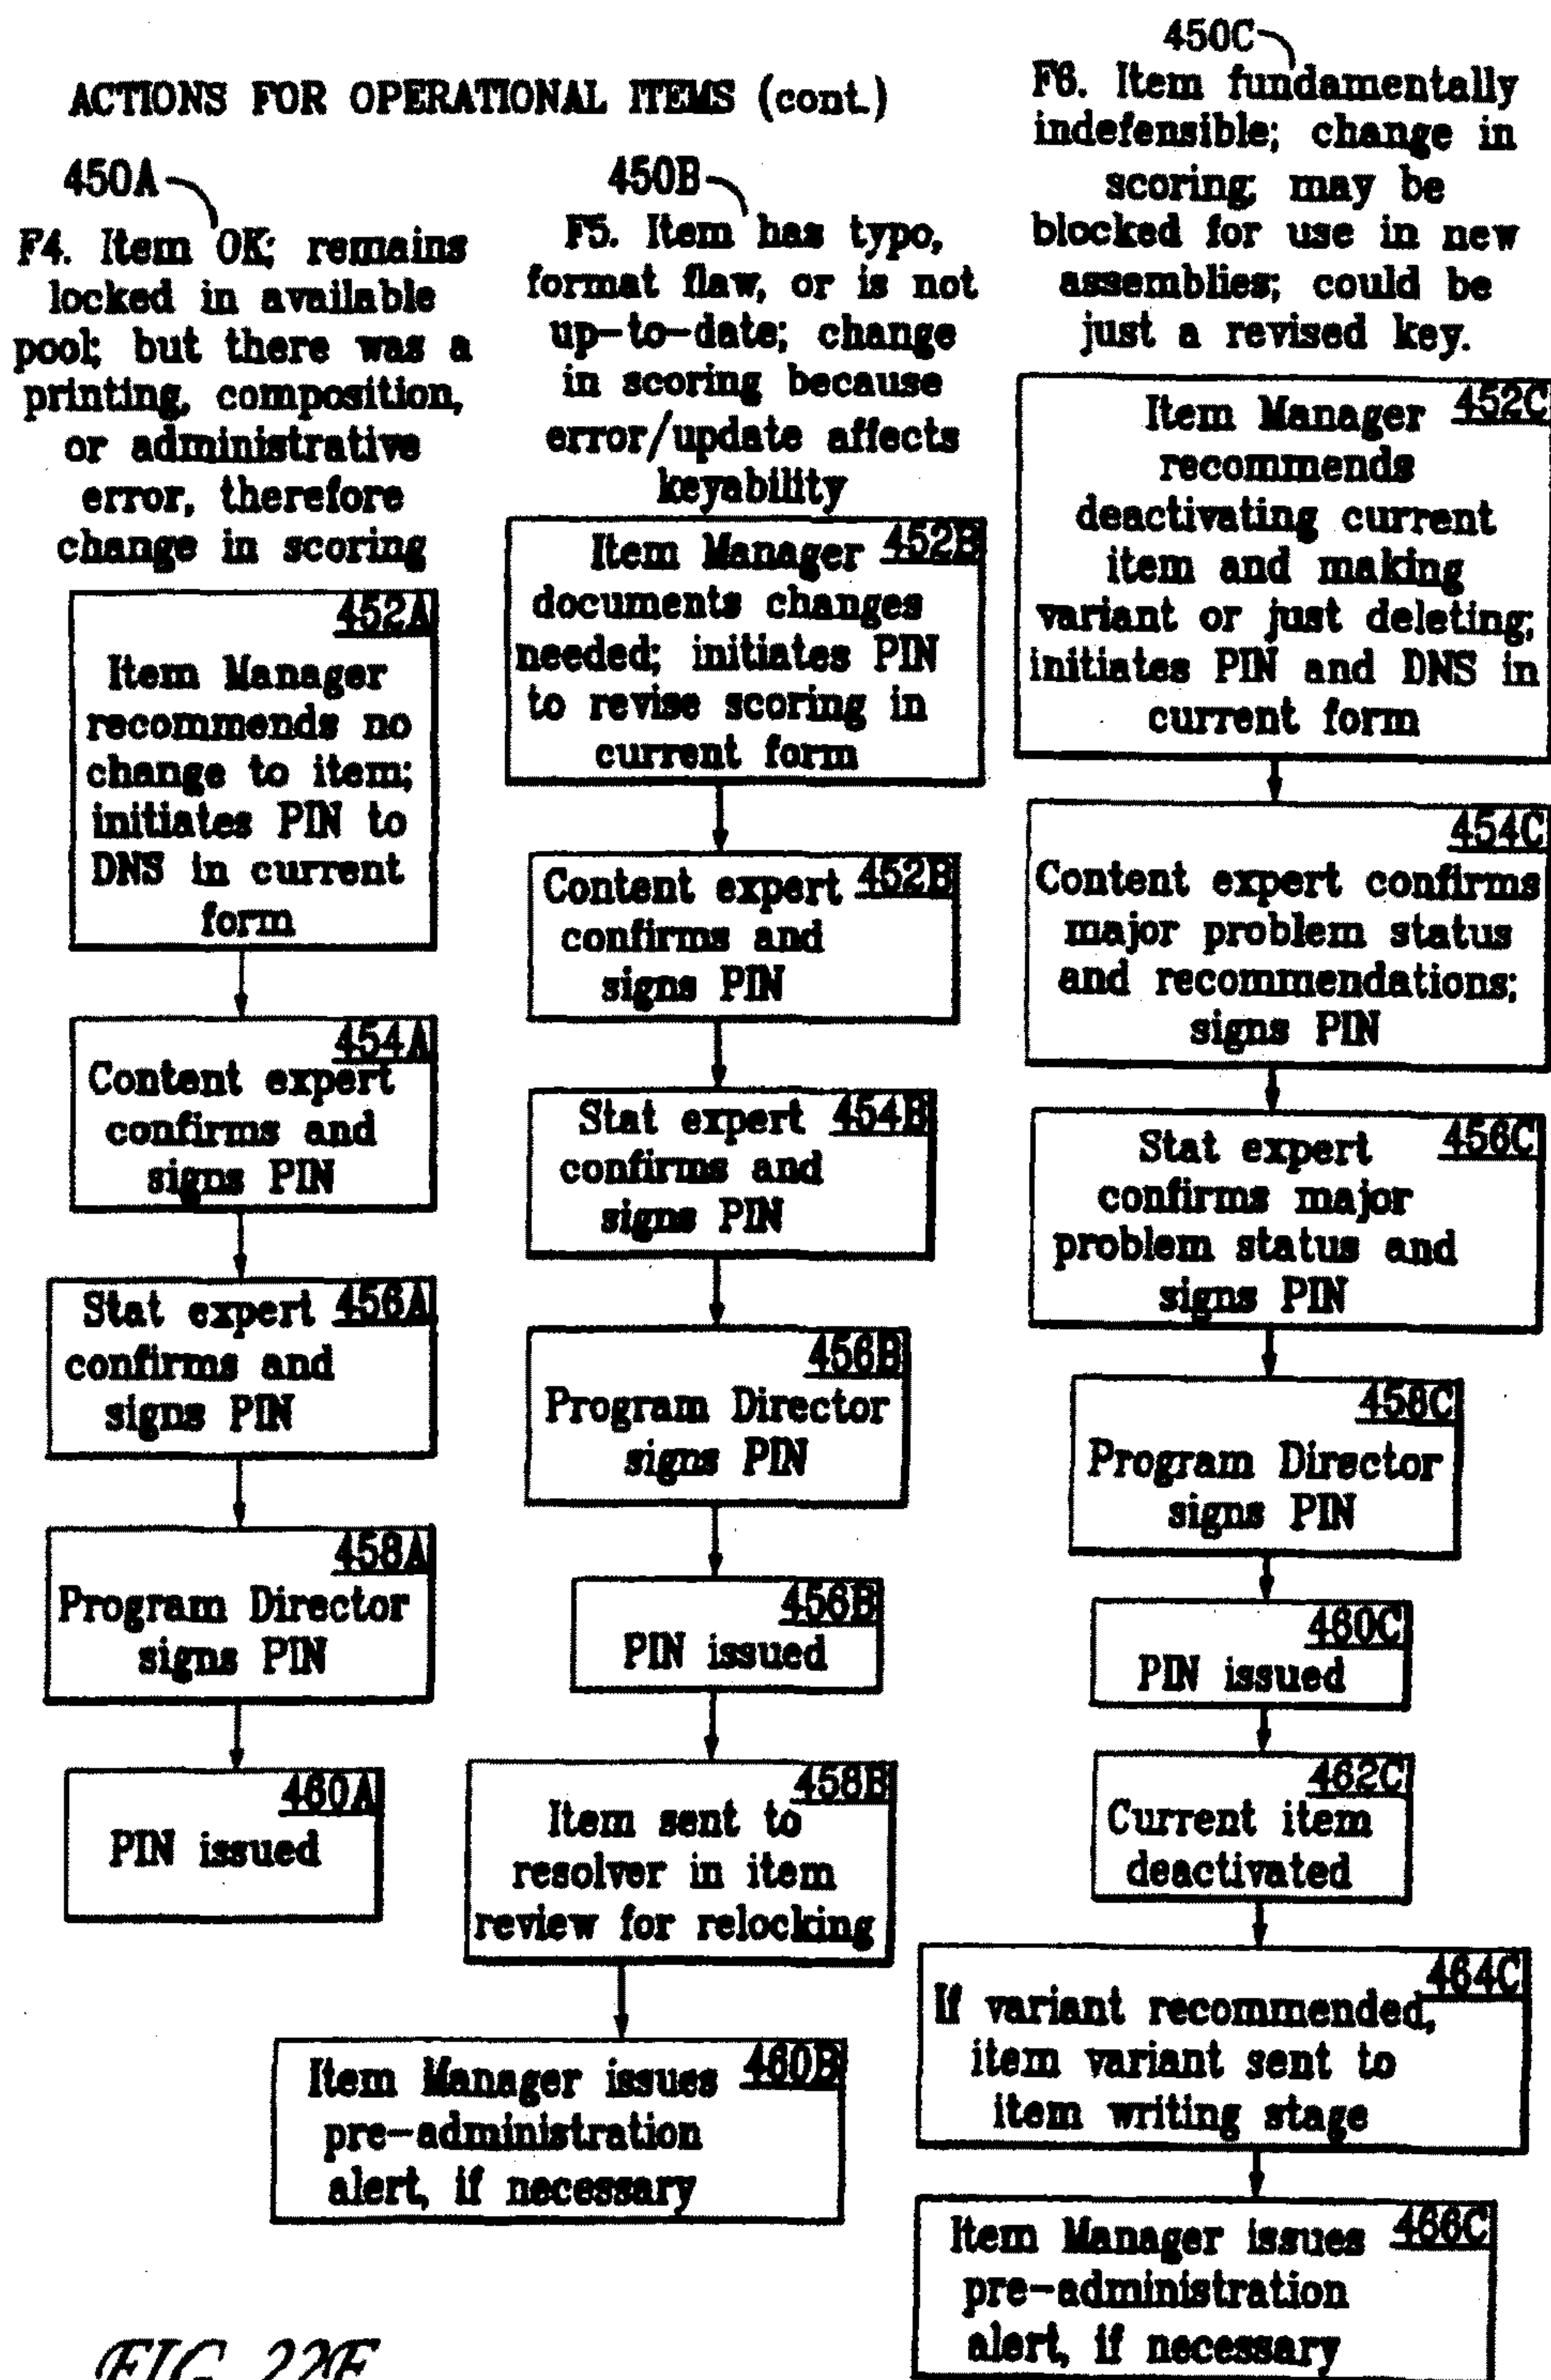 ACTIONS FOR OPERATIONAL ITEMS (cont.)
450A
F4. Item OK; remains
locked in available
pool; but there was a
printing, composition,
or administrative
error, therefore
change in scoring
452A
Item Manager
recommends no
change to item;
initiates PIN to
DNS in current
form
454A
Content expert
confirms and
signs PIN
Stat expert 456A
confirms and
signs PIN
458A
Program Director
signs PIN
460A
PIN issued
450B
F5. Item has typo,
format flaw, or is not
up-to-date; change
in scoring because
error/update affects
keyability
Item Manager 452B
documents changes
needed; initiates PIN
to revise scoring in
current form
Content expert 452B
confirms and
signs PIN
Stat expert 454B
confirms and
signs PIN
456B
Program Director
signs PIN
456B
PIN issued
458B
Item sent to
resolver in item
review for relocking
Item Manager issues 460B
pre-administration
alert, if necessary
450C
F6. Item fundamentally
indefensible; change in
scoring; may be
blocked for use in new
assemblies; could be
just a revised key.
Item Manager 452C
recommends
deactivating current
item and making
variant or just deleting;
initiates PIN and DNS in
current form
454C
Content expert confirms
major problem status
and recommendations;
signs PIN
Stat expert 456C
confirms major
problem status and
signs PIN
458C
Program Director
signs PIN
460C
PIN issued
462C
Current item
deactivated
464C
If variant recommended,
item variant sent to
item writing stage
Item Manager issues 466C
pre-administration
alert, if necessary